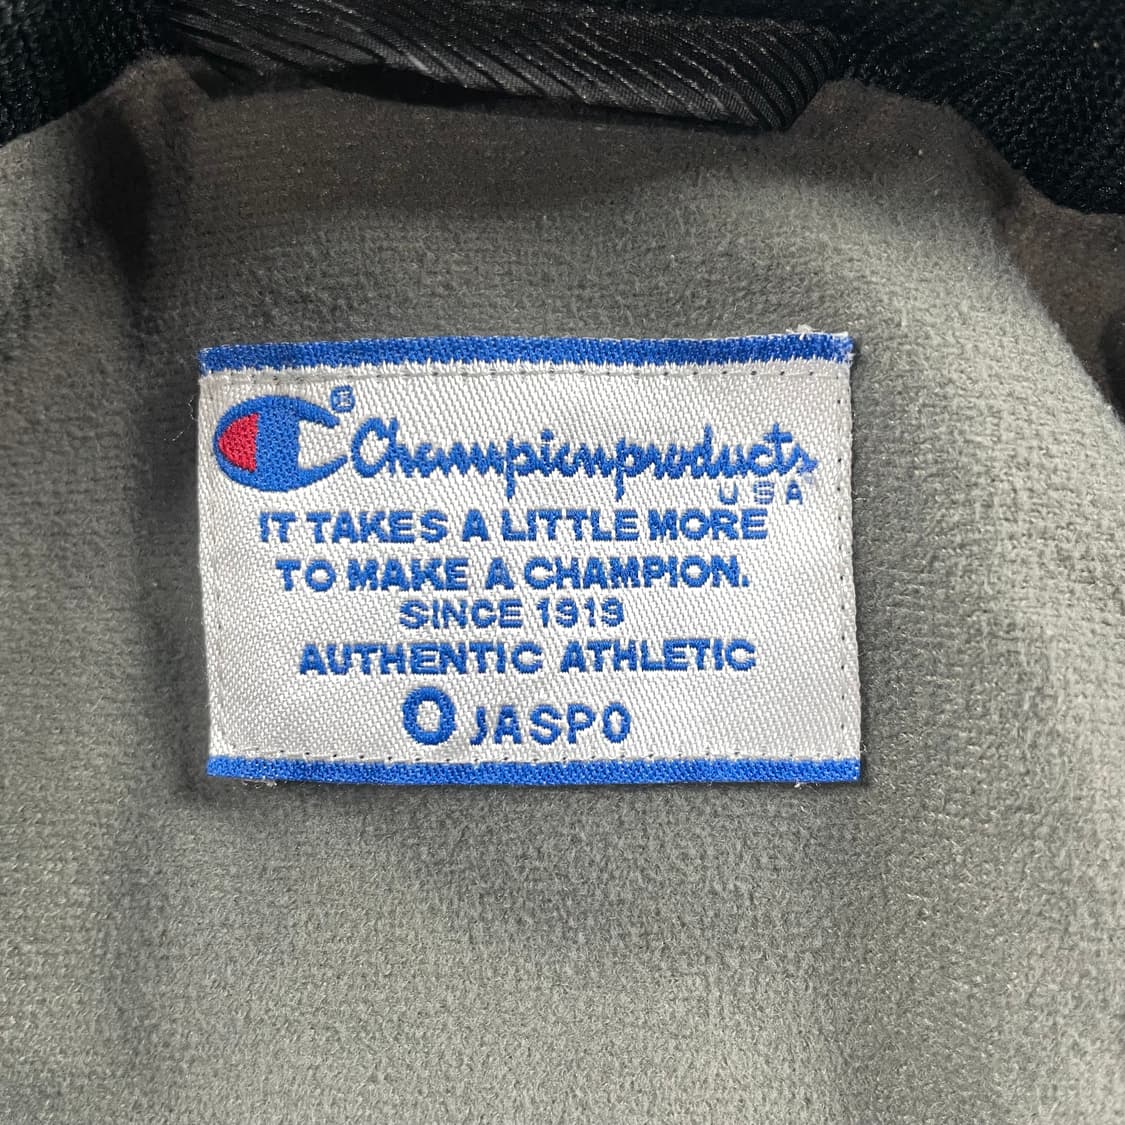 ® Championproducts
USA
IT TAKES A LITTLE MORE
TO MAKE A CHAMPION.
SINCE 1919
AUTHENTIC ATHLETIC
O JASPO